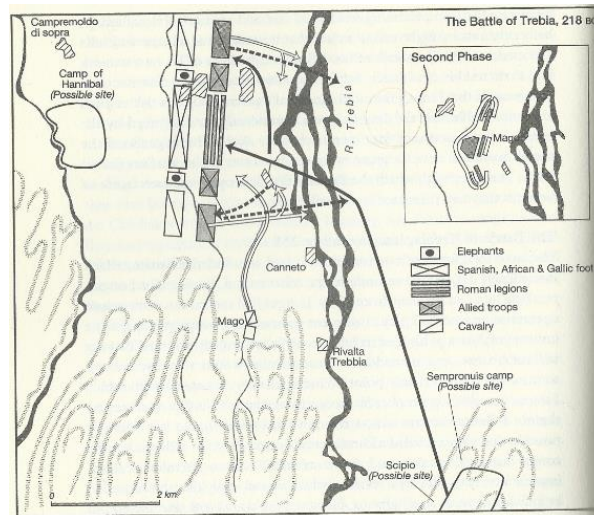 Campremoldo
di sopra
Camp of
Hannibal
(Possible site)
R. Trebia
The Battle of Trebia, 218 BC
Second Phase
Mago
Canneto
Mago
Rivalta
Trebbia
Elephants
Spanish, African & Gallic foot
Roman legions
Allied troops
Cavalry
Sempronuis camp
(Possible site)
Scipio
(Possible site)
0 2 km